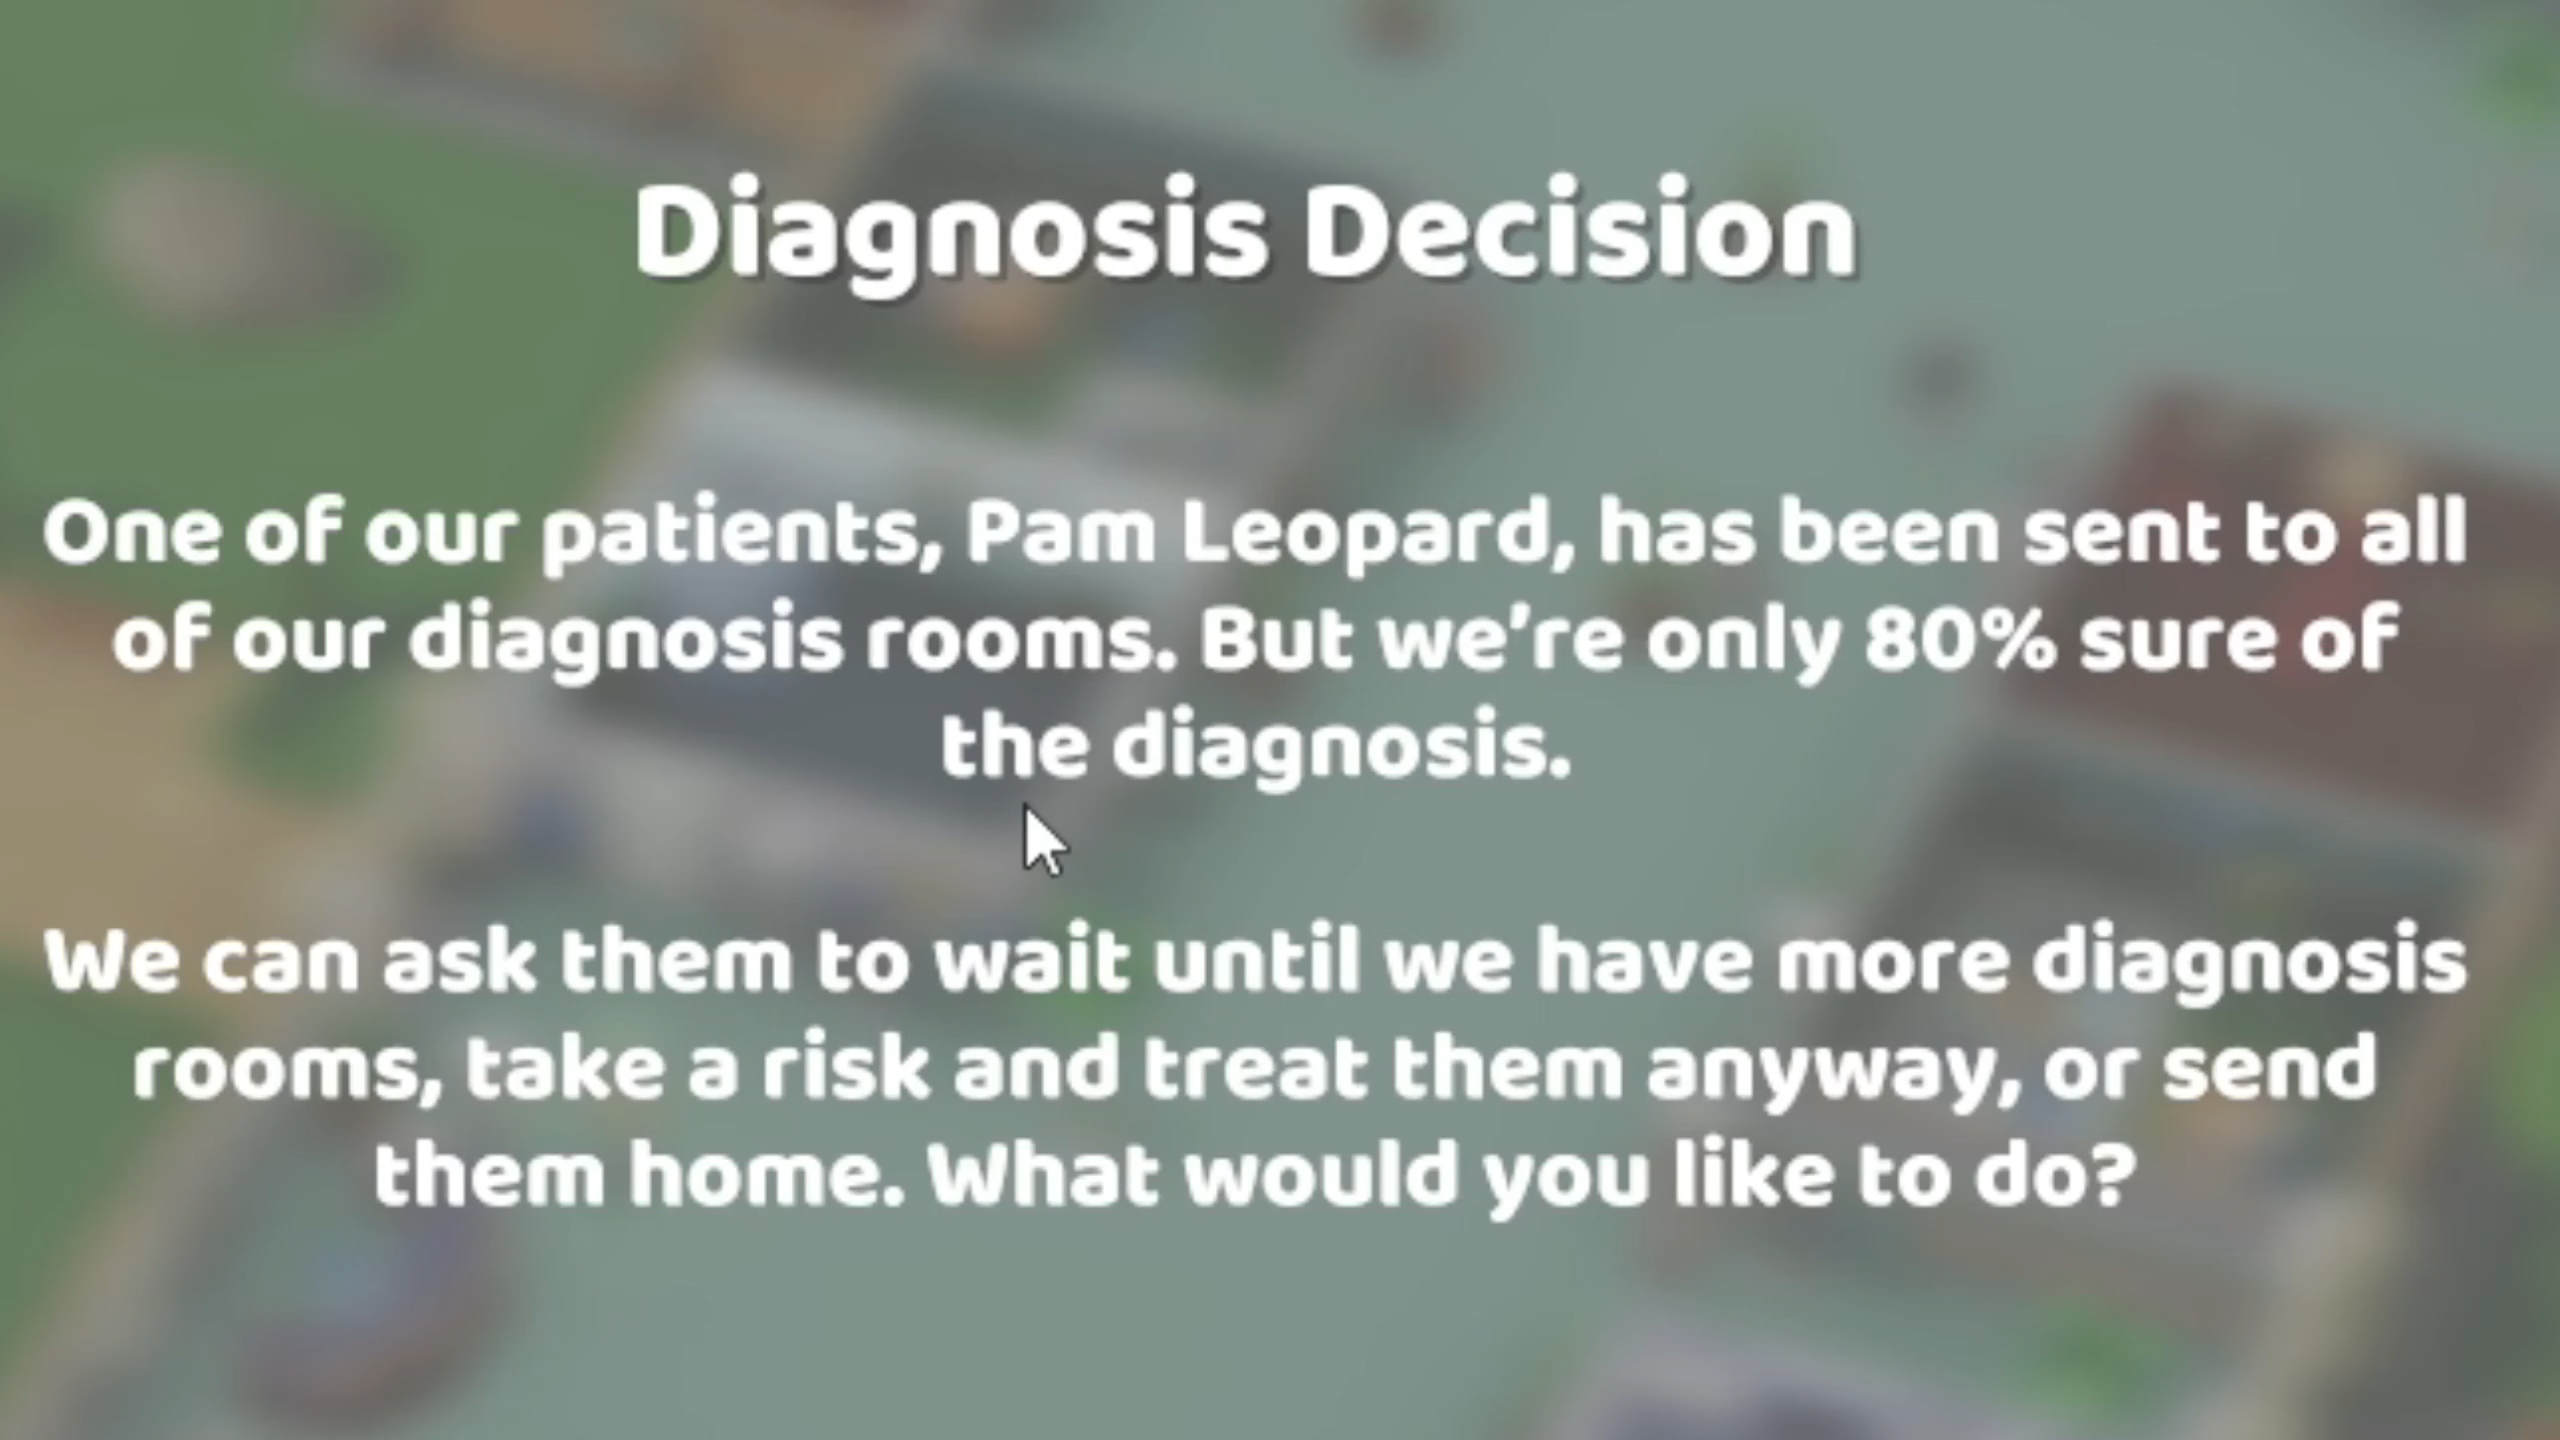 Diagnosis Decision
One of our patients, Pam Leopard, has been sent to all
of our diagnosis rooms. But we’re only 80% sure of
the diagnosis.
We can ask them to wait until we have more diagnosis
rooms, take a risk and treat them anyway, or send
them home. What would you like to do?